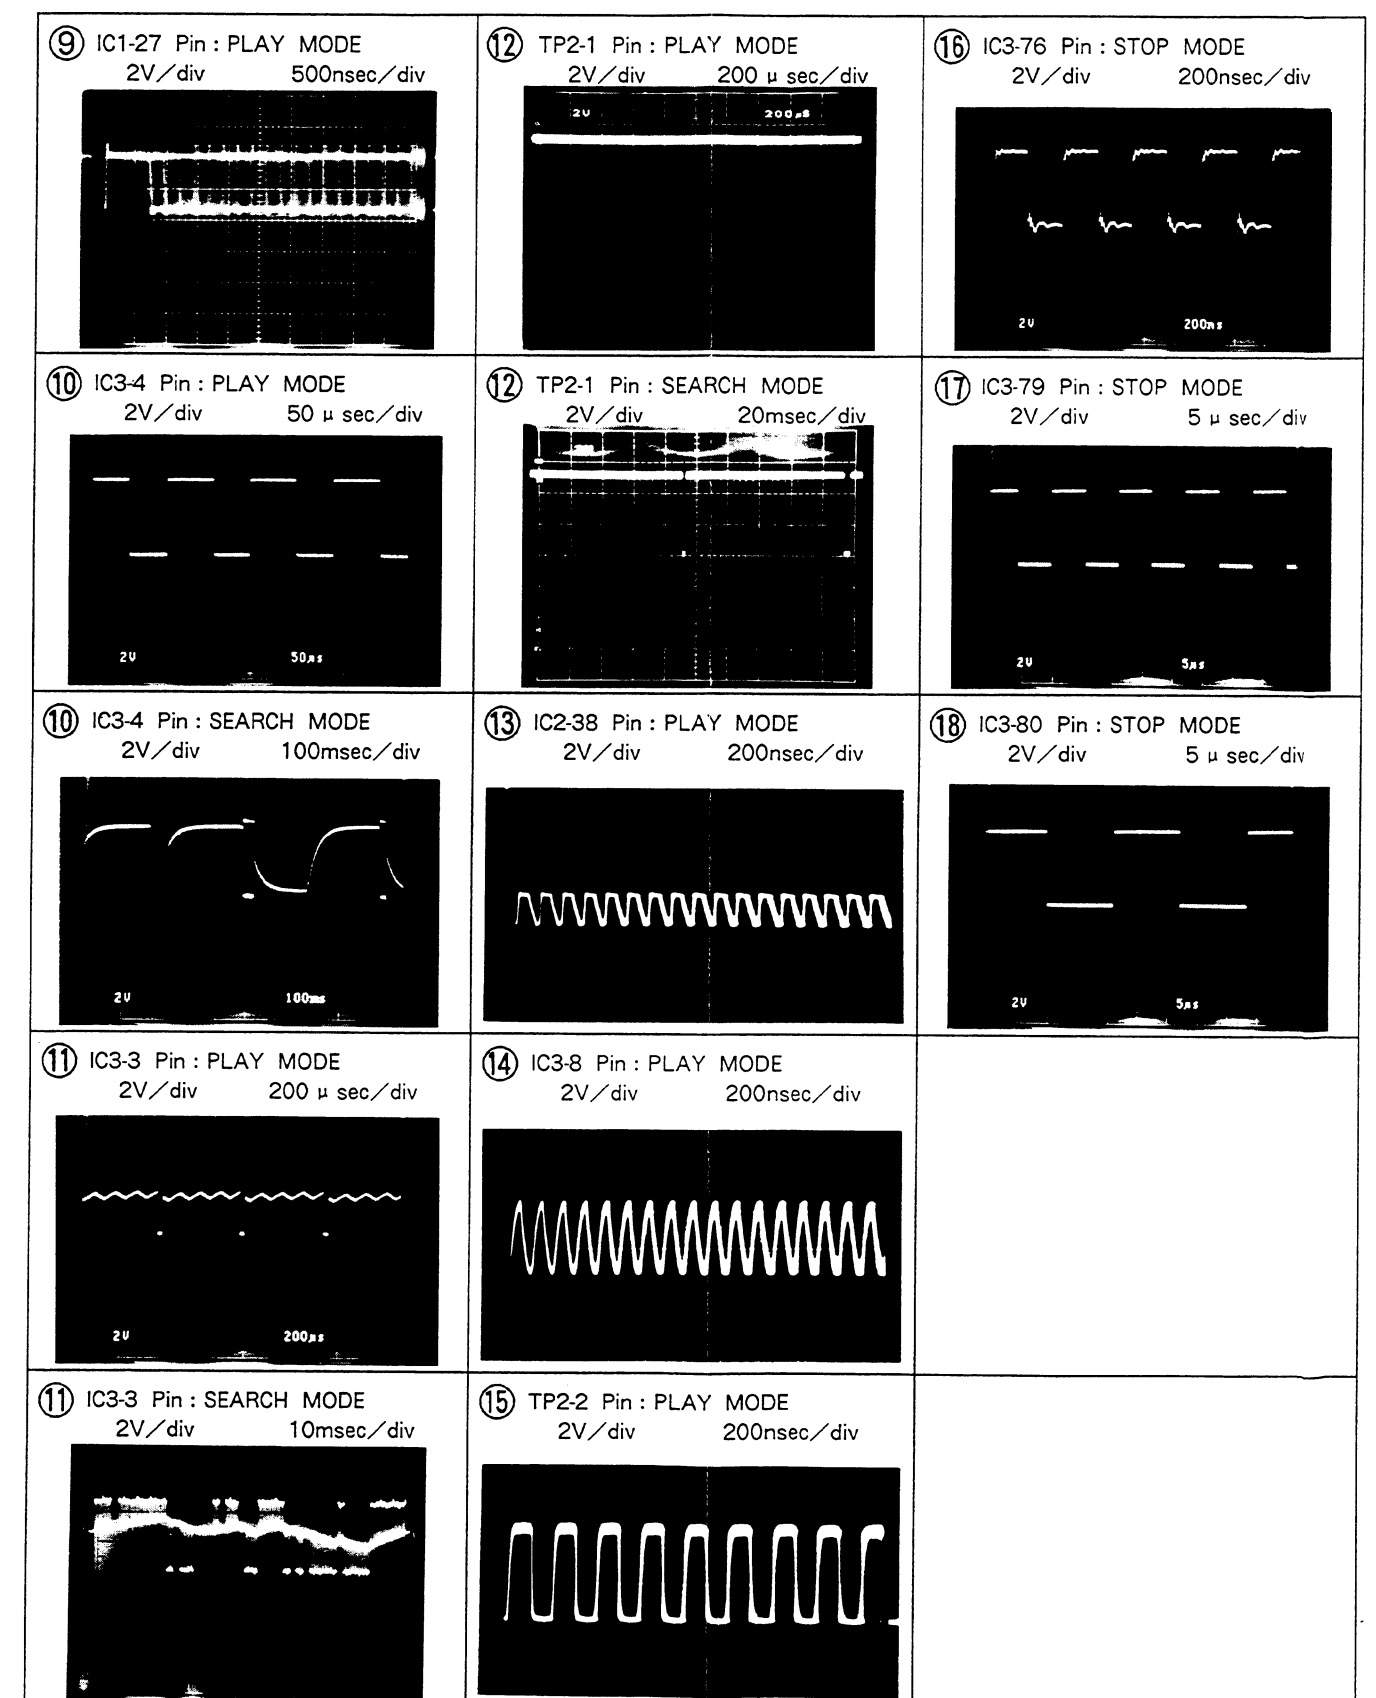 ⑨ IC1-27 Pin : PLAY MODE
2V/div 500nsec/div
⑩ IC3-4 Pin : PLAY MODE
2V/div 50 μ sec/div
2V 50μs
⑩ IC3-4 Pin : SEARCH MODE
2V/div 100msec/div
2V 100ms
⑪ IC3-3 Pin : PLAY MODE
2V/div 200 μ sec/div
2V 200μs
⑪ IC3-3 Pin : SEARCH MODE
2V/div 10msec/div
⑫ TP2-1 Pin : PLAY MODE
2V/div 200 μ sec/div
2V 200μS
⑫ TP2-1 Pin : SEARCH MODE
2V/div 20msec/div
⑬ IC2-38 Pin : PLAY MODE
2V/div 200nsec/div
⑭ IC3-8 Pin : PLAY MODE
2V/div 200nsec/div
⑮ TP2-2 Pin : PLAY MODE
2V/div 200nsec/div
⑯ IC3-76 Pin : STOP MODE
2V/div 200nsec/div
2V 200ns
⑰ IC3-79 Pin : STOP MODE
2V/div 5 μ sec/div
2V 5μs
⑱ IC3-80 Pin : STOP MODE
2V/div 5 μ sec/div
2V 5μs